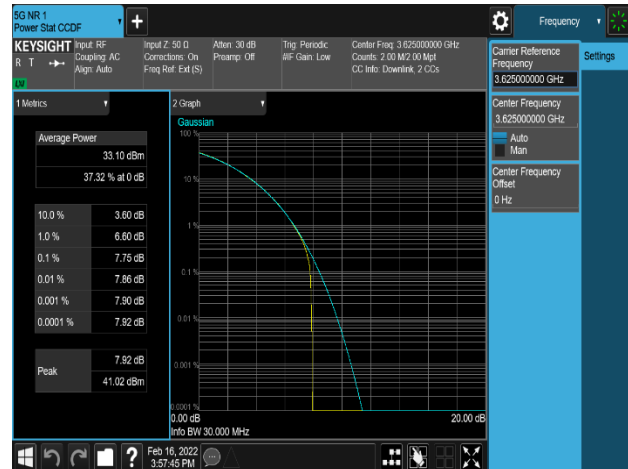 5G NR 1
Power Stat CCDF
Frequency
KEYSIGHT
R T
LXI
Input: RF
Coupling: AC
Align: Auto
Input Z: 50 Ω
Corrections: On
Freq Ref: Ext (S)
Atten: 30 dB
Preamp: Off
Trig: Periodic
#IF Gain: Low
Center Freq: 3.625000000 GHz
Counts: 2.00 M/2.00 Mpt
CC Info: Downlink, 2 CCs
Carrier Reference
Frequency
3.625000000 GHz
Settings
Center Frequency
3.625000000 GHz
Auto
Man
Center Frequency
Offset
0 Hz
1 Metrics
Average Power
33.10 dBm
37.32 % at 0 dB
10.0 % 3.60 dB
1.0 % 6.60 dB
0.1 % 7.75 dB
0.01 % 7.86 dB
0.001 % 7.90 dB
0.0001 % 7.92 dB
Peak
7.92 dB
41.02 dBm
2 Graph
Gaussian
100 %
10 %
1 %
0.1 %
0.01 %
0.001 %
0.0001 %
0.00 dB
20.00 dB
Info BW 30.000 MHz
?
Feb 16, 2022
3:57:45 PM